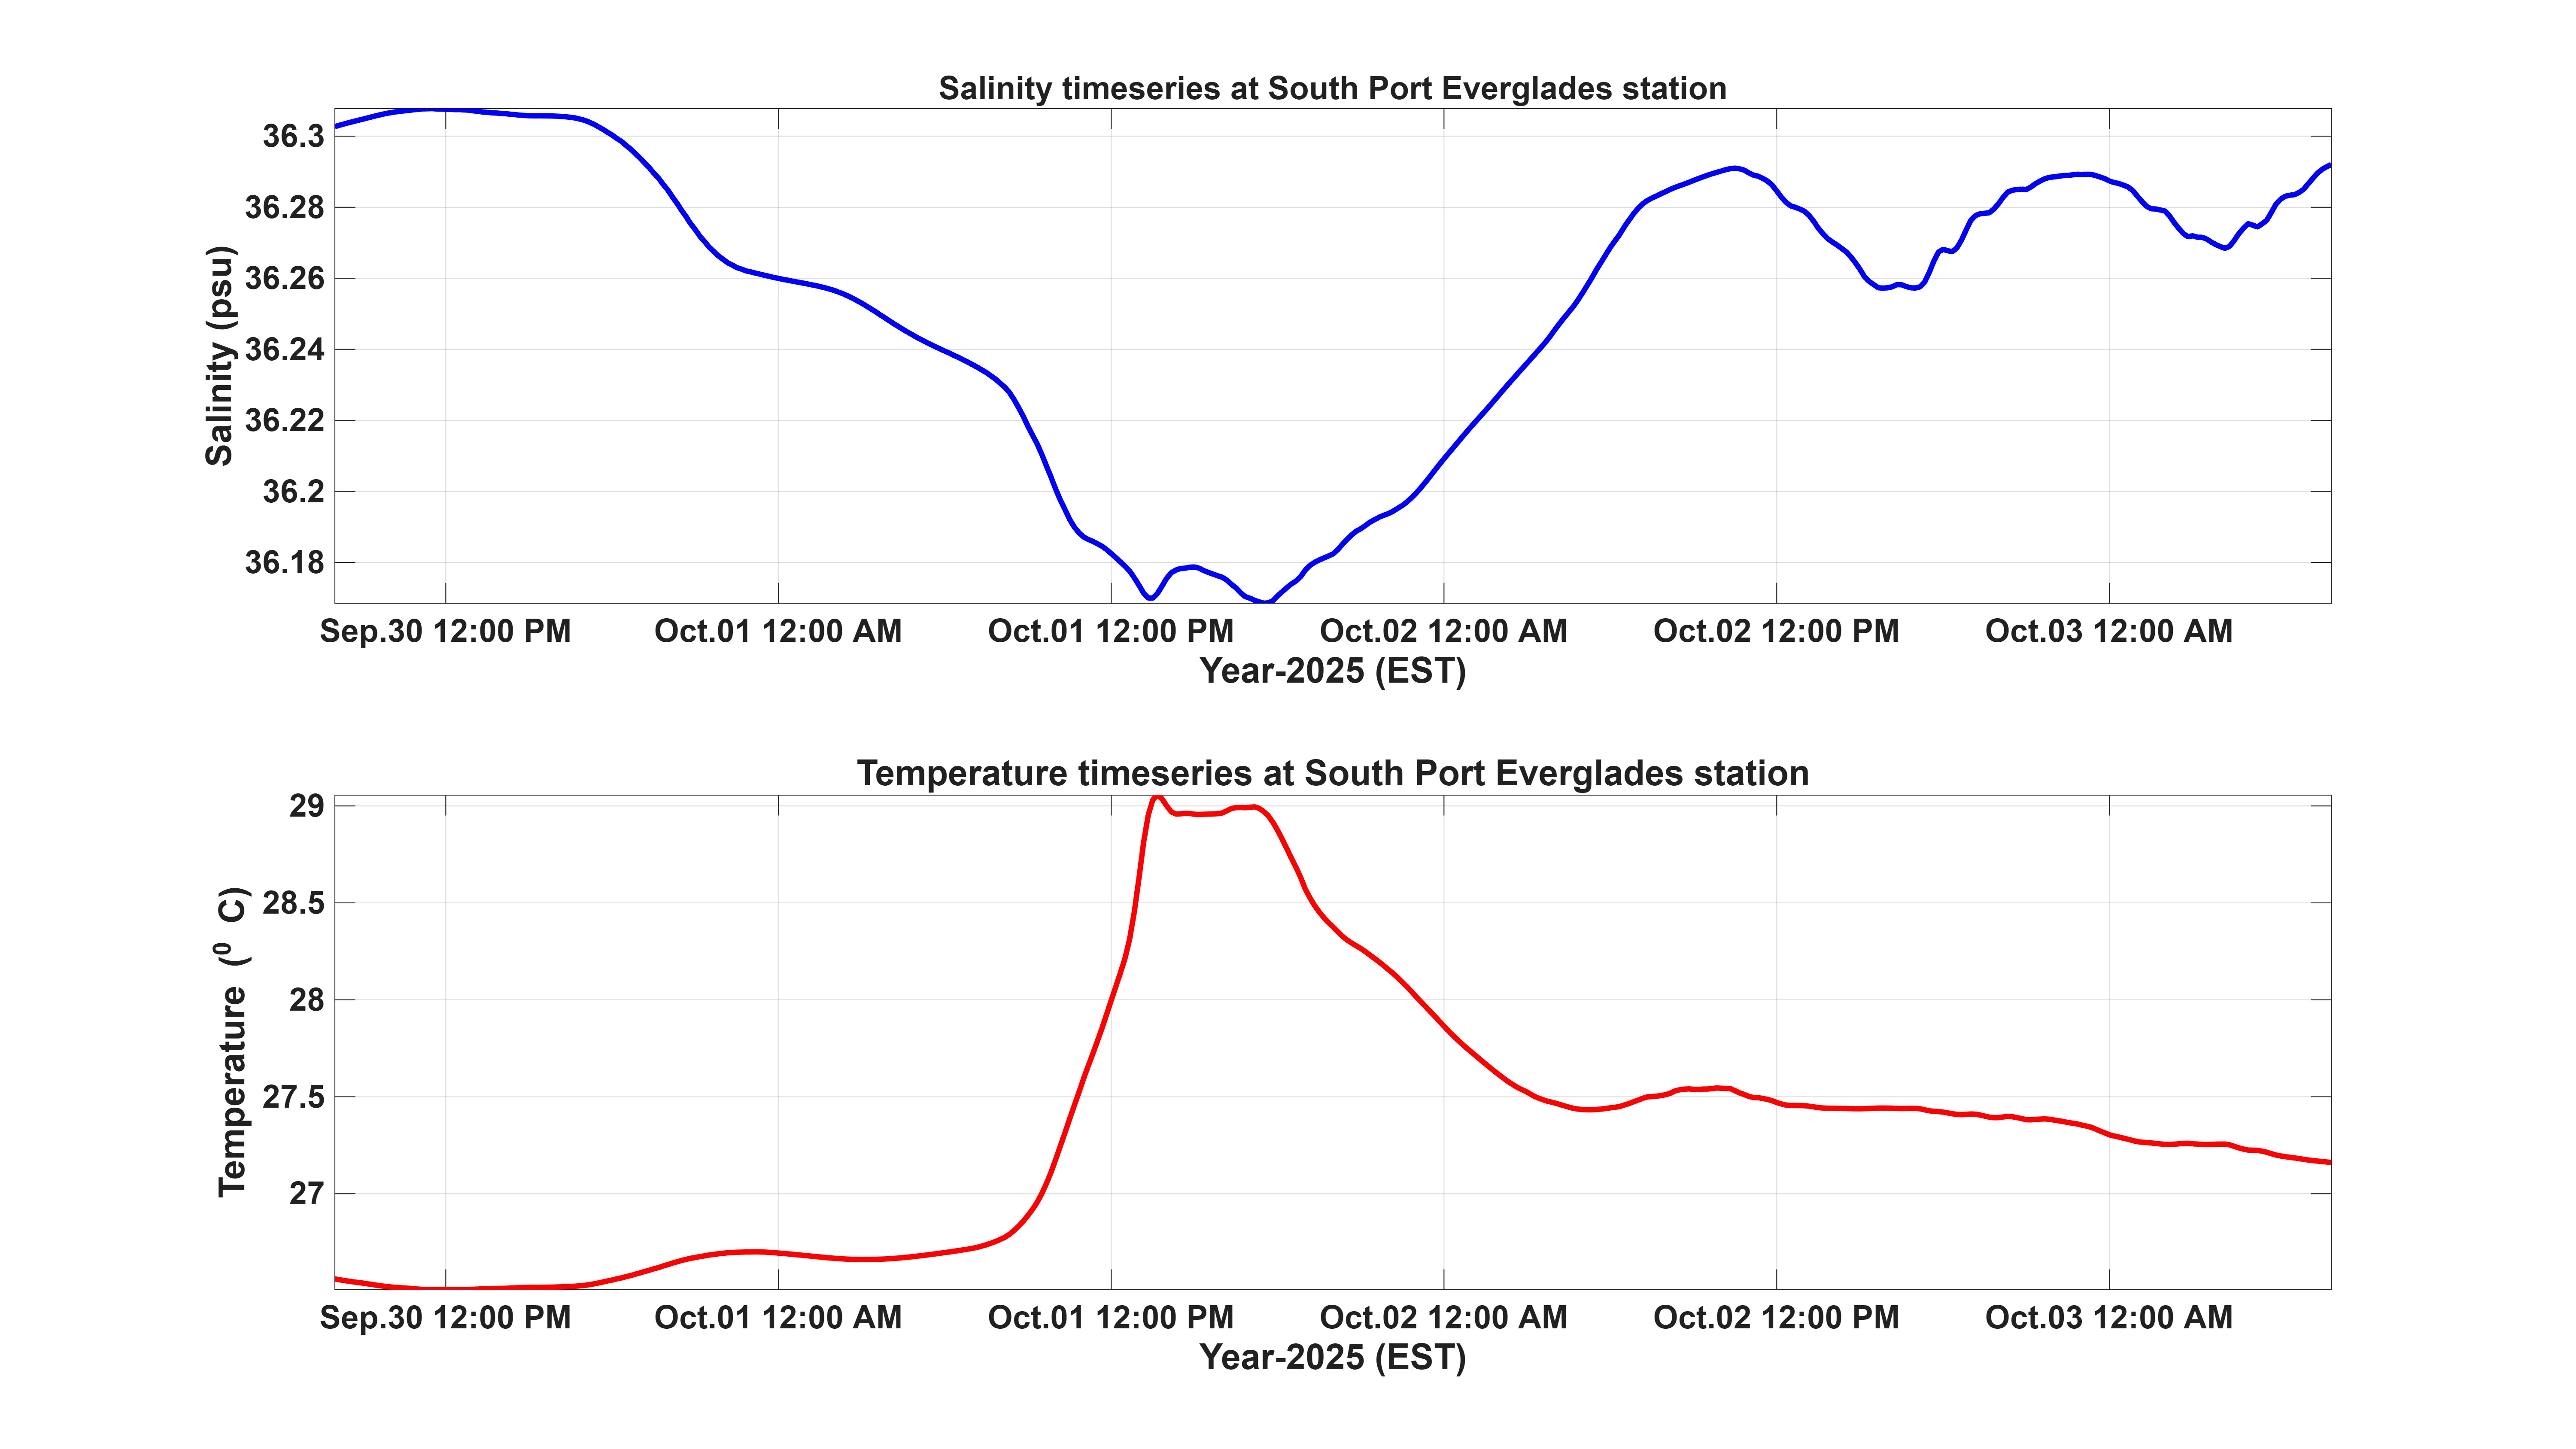 Salinity timeseries at South Port Everglades station
Salinity (psu)
36.3
36.28
36.26
36.24
36.22
36.2
36.18
Sep.30 12:00 PM Oct.01 12:00 AM Oct.01 12:00 PM Oct.02 12:00 AM Oct.02 12:00 PM Oct.03 12:00 AM
Year-2025 (EST)
Temperature timeseries at South Port Everglades station
Temperature (⁰ C)
29
28.5
28
27.5
27
Sep.30 12:00 PM Oct.01 12:00 AM Oct.01 12:00 PM Oct.02 12:00 AM Oct.02 12:00 PM Oct.03 12:00 AM
Year-2025 (EST)